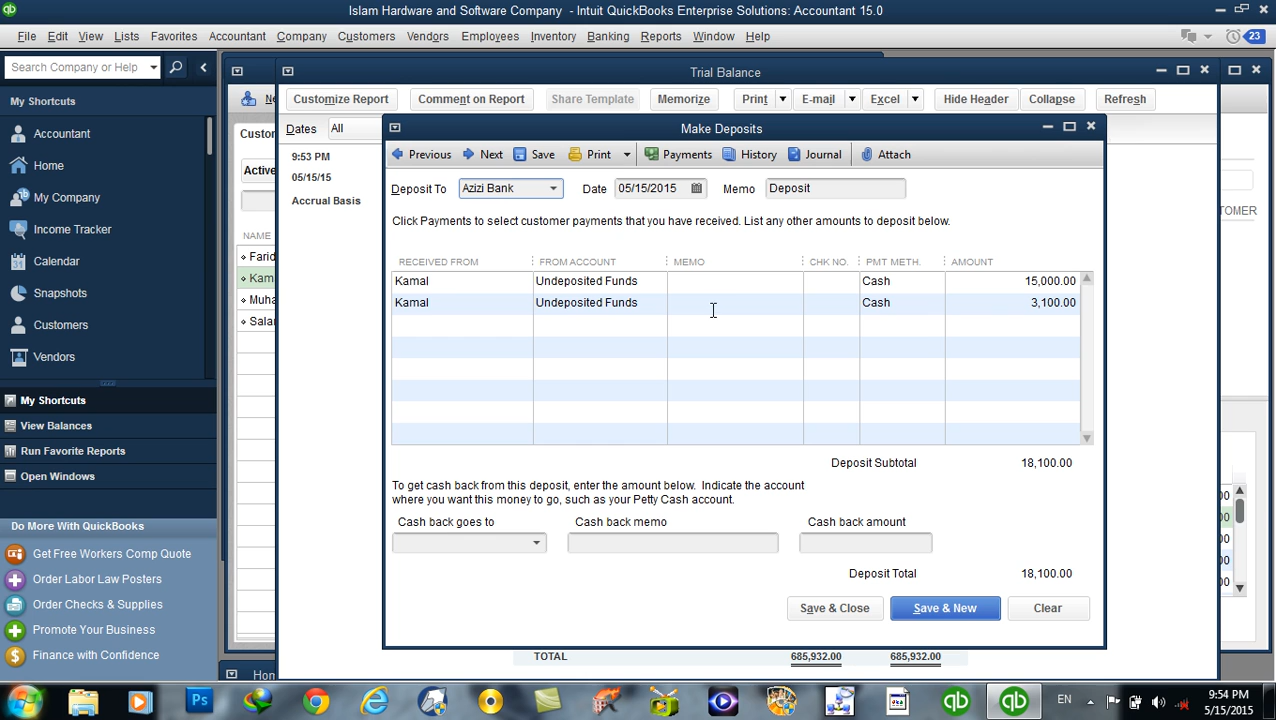 Islam Hardware and Software Company - Intuit QuickBooks Enterprise Solutions: Accountant 15.0
File Edit View Lists Favorites Accountant Company Customers Vendors Employees Inventory Banking Reports Window Help
23
Search Company or Help
My Shortcuts
Accountant
Home
My Company
Income Tracker
Calendar
Snapshots
Customers
Vendors
My Shortcuts
View Balances
Run Favorite Reports
Open Windows
Do More With QuickBooks
Get Free Workers Comp Quote
Order Labor Law Posters
Order Checks & Supplies
Promote Your Business
Finance with Confidence
Ne
Custor
Active
NAME
Farid
Kam
Muha
Salar
Hom
Trial Balance
Customize Report Comment on Report Share Template Memorize Print E-mail Excel Hide Header Collapse Refresh
Dates All
9:53 PM
05/15/15
Accrual Basis
TOTAL 685,932.00 685,932.00
OMER
Make Deposits
Previous Next Save Print Payments History Journal Attach
Deposit To Azizi Bank Date 05/15/2015 Memo Deposit
Click Payments to select customer payments that you have received. List any other amounts to deposit below.
RECEIVED FROM FROM ACCOUNT MEMO CHK NO. PMT METH. AMOUNT
Kamal Undeposited Funds Cash 15,000.00
Kamal Undeposited Funds Cash 3,100.00
Deposit Subtotal 18,100.00
To get cash back from this deposit, enter the amount below. Indicate the account
where you want this money to go, such as your Petty Cash account.
Cash back goes to Cash back memo Cash back amount
Deposit Total 18,100.00
Save & Close Save & New Clear
Ps
EN
9:54 PM
5/15/2015